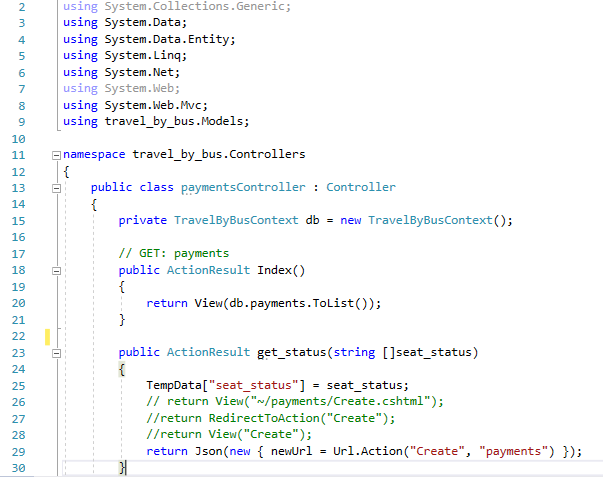 2 using System.Collections.Generic;
3 using System.Data;
4 using System.Data.Entity;
5 using System.Linq;
6 using System.Net;
7 using System.Web;
8 using System.Web.Mvc;
9 using travel_by_bus.Models;
10
11 namespace travel_by_bus.Controllers
12 {
13 public class paymentsController : Controller
14 {
15 private TravelByBusContext db = new TravelByBusContext();
16
17 // GET: payments
18 public ActionResult Index()
19 {
20 return View(db.payments.ToList());
21 }
22
23 public ActionResult get_status(string []seat_status)
24 {
25 TempData["seat_status"] = seat_status;
26 // return View("~/payments/Create.cshtml");
27 //return RedirectToAction("Create");
28 //return View("Create");
29 return Json(new { newUrl = Url.Action("Create", "payments") });
30 }